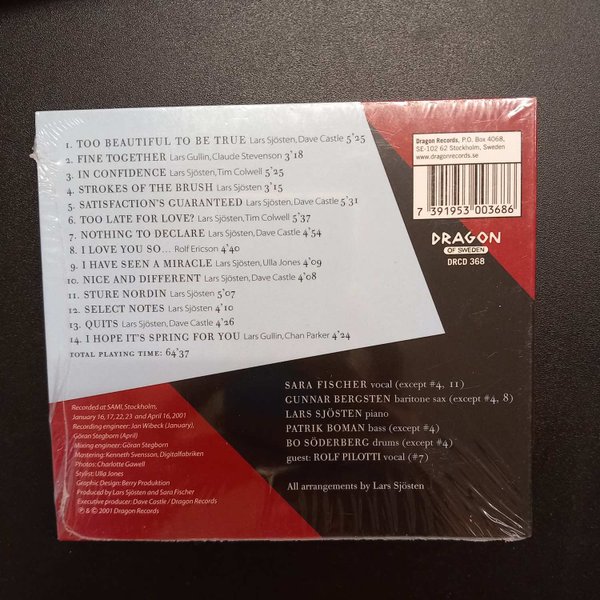 1. TOO BEAUTIFUL TO BE TRUE Lars Sjösten, Dave Castle 5'25
2. FINE TOGETHER Lars Gullin, Claude Stevenson 3'18
3. IN CONFIDENCE Lars Sjösten, Tim Colwell 5'25
4. STROKES OF THE BRUSH Lars Sjösten 3'15
5. SATISFACTION'S GUARANTEED Lars Sjösten, Dave Castle 5'31
6. TOO LATE FOR LOVE? Lars Sjösten, Tim Colwell 5'37
7. NOTHING TO DECLARE Lars Sjösten, Dave Castle 4'54
8. I LOVE YOU SO... Rolf Ericson 4'40
9. I HAVE SEEN A MIRACLE Lars Sjösten, Ulla Jones 4'09
10. NICE AND DIFFERENT Lars Sjösten, Dave Castle 4'08
11. STURE NORDIN Lars Sjösten 5'07
12. SELECT NOTES Lars Sjösten 4'10
13. QUITS Lars Sjösten, Dave Castle 4'26
14. I HOPE IT'S SPRING FOR YOU Lars Gullin, Chan Parker 4'24
TOTAL PLAYING TIME: 64'37
Dragon Records, P.O. Box 4068,
SE-102 62 Stockholm, Sweden
www.dragonrecords.se
7 391953 003686
DRAGON
OF SWEDEN
DRCD 368
SARA FISCHER vocal (except #4, 11)
GUNNAR BERGSTEN baritone sax (except #4, 8)
LARS SJÖSTEN piano
PATRIK BOMAN bass (except #4)
BO SÖDERBERG drums (except #4)
guest: ROLF PILOTTI vocal (#7)
All arrangements by Lars Sjösten
Recorded at SAMI, Stockholm,
January 16,17,22,23 and April 16, 2001
Recording engineer: Jan Wibeck (January),
Göran Stegborn (April)
Mixing engineer: Göran Stegborn
Mastering: Kenneth Svensson, Digitalfabriken
Photos: Charlotte Gawell
Stylist: Ulla Jones
Graphic Design: Berry Produktion
Produced by Lars Sjösten and Sara Fischer
Executive producer: Dave Castle / Dragon Records
℗ & © 2001 Dragon Records